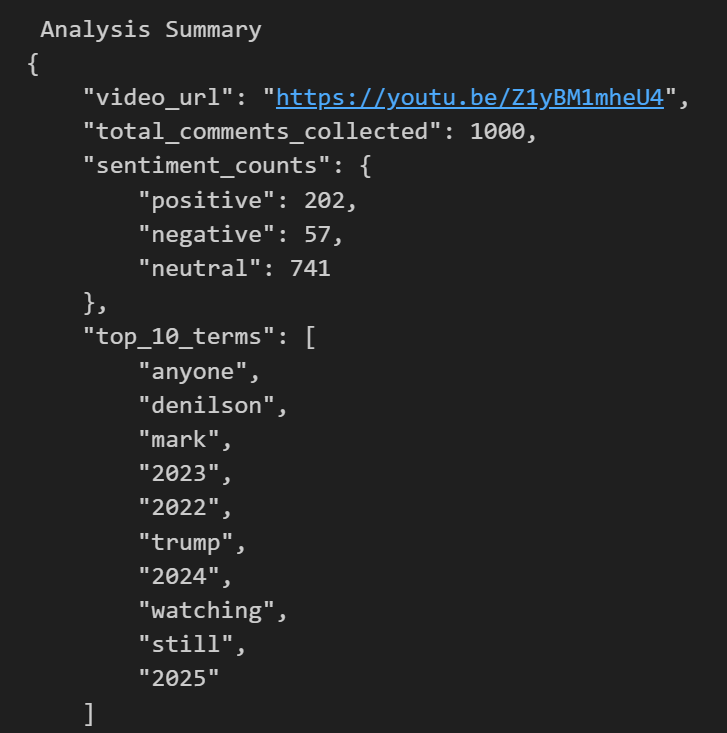 Analysis Summary
{
    "video_url": "https://youtu.be/Z1yBM1mheU4",
    "total_comments_collected": 1000,
    "sentiment_counts": {
        "positive": 202,
        "negative": 57,
        "neutral": 741
    },
    "top_10_terms": [
        "anyone",
        "denilson",
        "mark",
        "2023",
        "2022",
        "trump",
        "2024",
        "watching",
        "still",
        "2025"
    ]